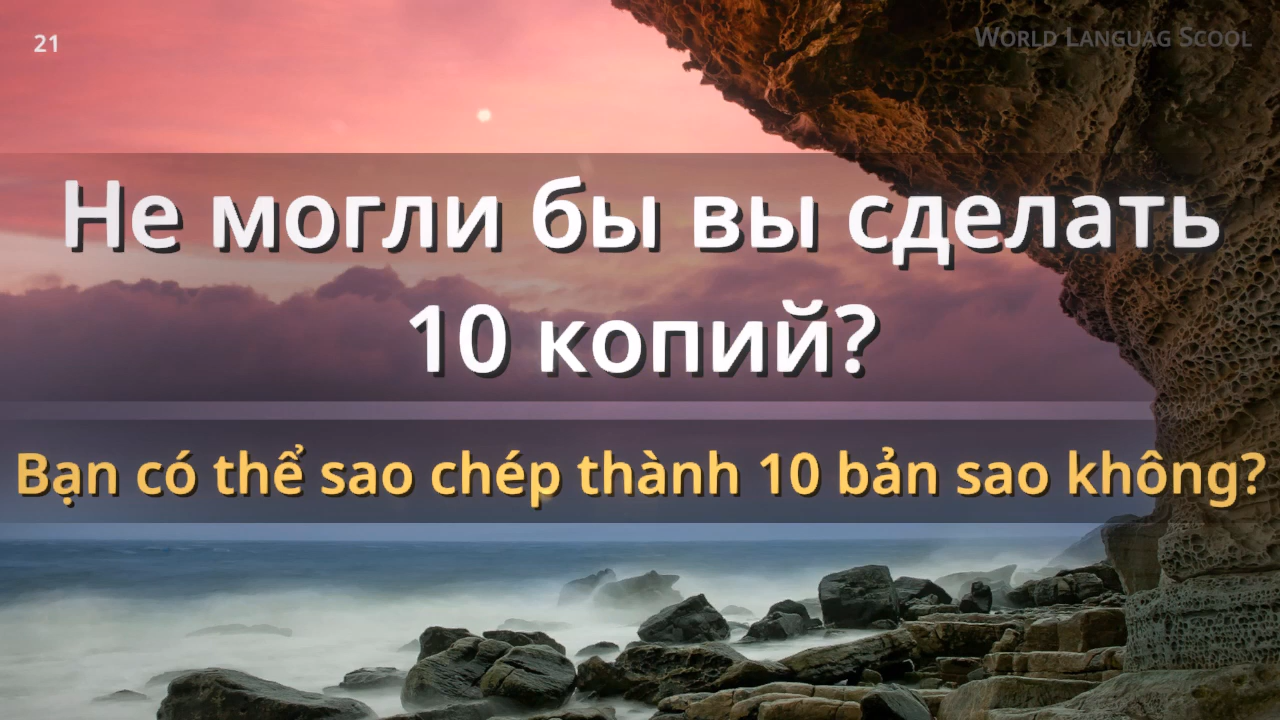 21
World Languag Scool
Не могли бы вы сделать
10 копий?
Bạn có thể sao chép thành 10 bản sao không?